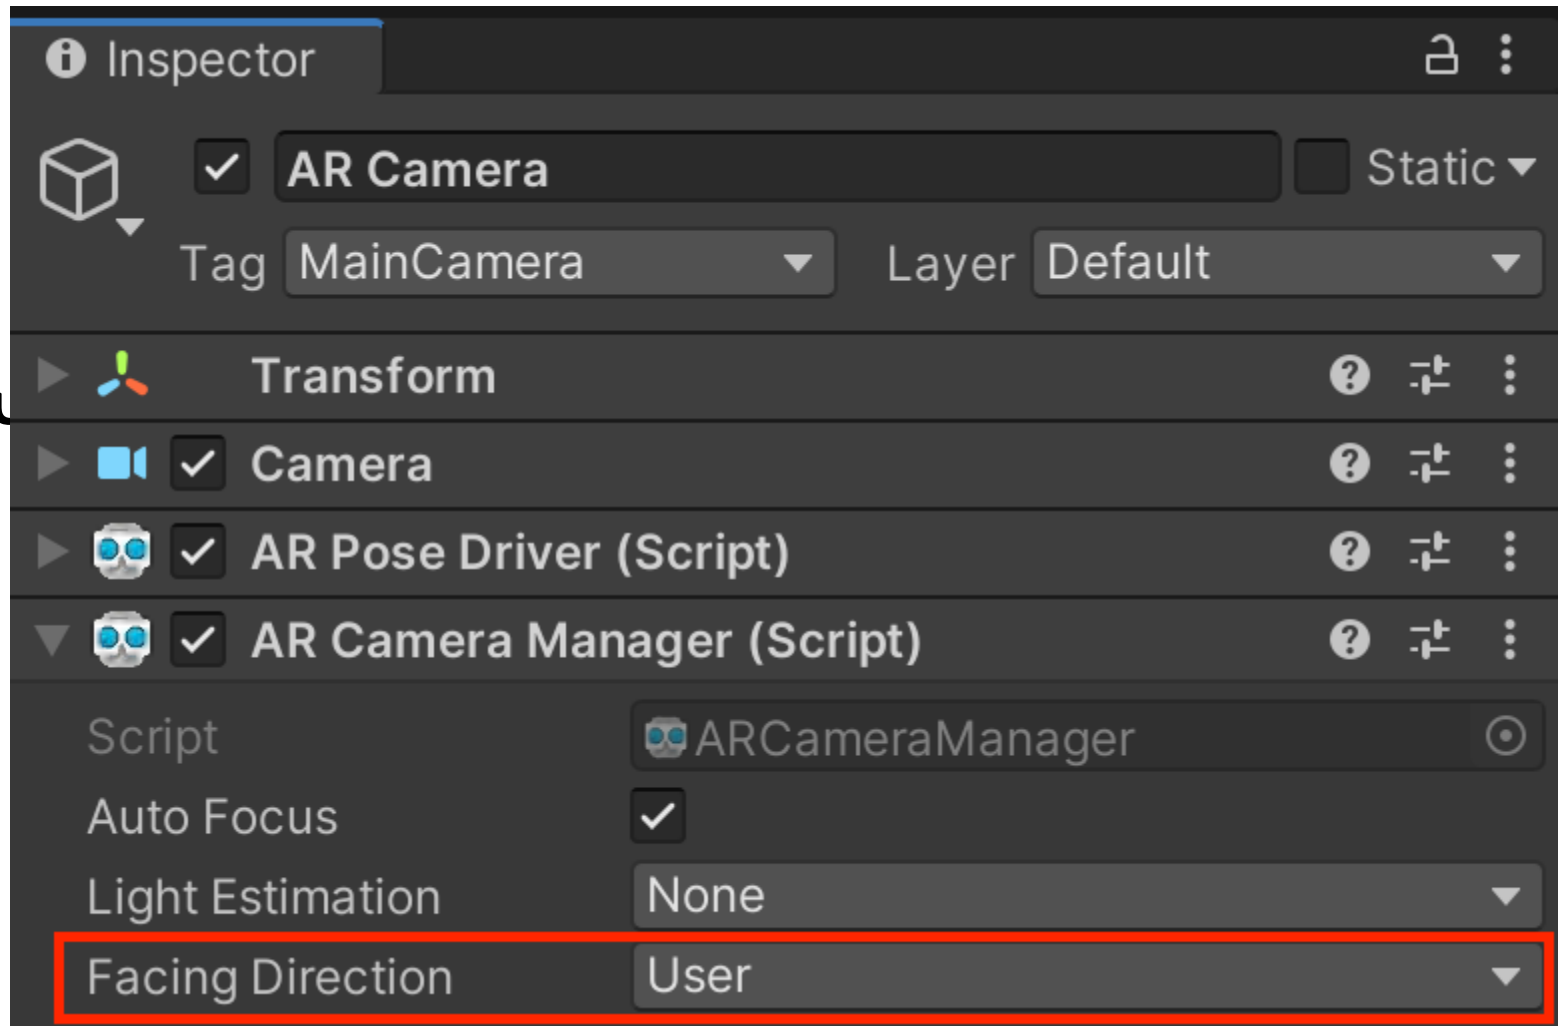 Inspector
AR Camera Static
Tag MainCamera Layer Default
Transform
Camera
AR Pose Driver (Script)
AR Camera Manager (Script)
Script ARCameraManager
Auto Focus
Light Estimation None
Facing Direction User